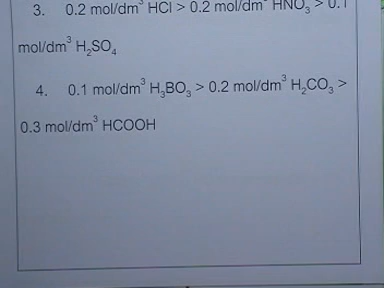 3. 0.2 mol/dm³ HCl > 0.2 mol/dm³ HNO₃ > 0.1
mol/dm³ H₂SO₄
4. 0.1 mol/dm³ H₃BO₃ > 0.2 mol/dm³ H₂CO₃ >
0.3 mol/dm³ HCOOH